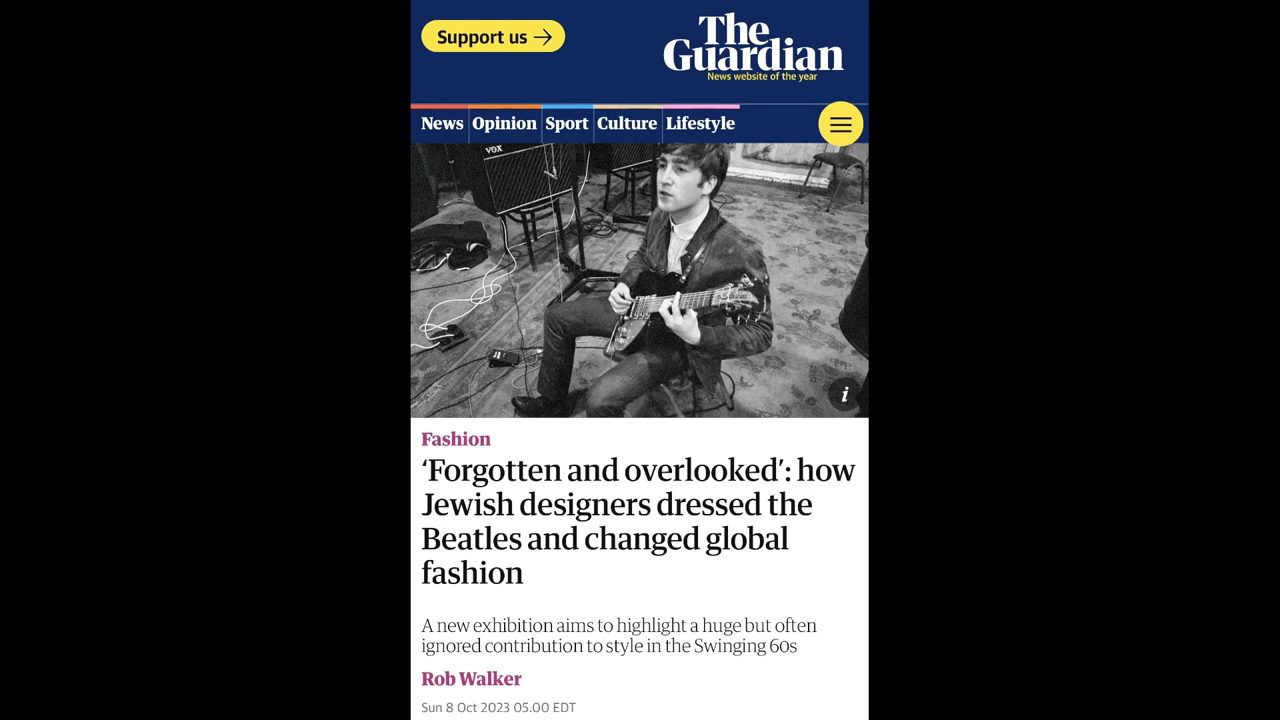 Support us →
The
Guardian
News website of the year
News Opinion Sport Culture Lifestyle
VOX
i
Fashion
‘Forgotten and overlooked’: how
Jewish designers dressed the
Beatles and changed global
fashion
A new exhibition aims to highlight a huge but often
ignored contribution to style in the Swinging 60s
Rob Walker
Sun 8 Oct 2023 05.00 EDT